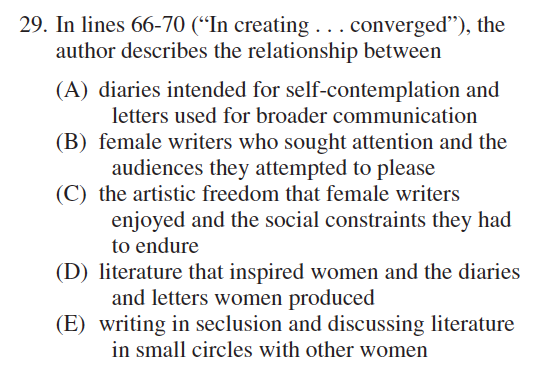 29. In lines 66-70 (“In creating . . . converged”), the
author describes the relationship between
(A) diaries intended for self-contemplation and
letters used for broader communication
(B) female writers who sought attention and the
audiences they attempted to please
(C) the artistic freedom that female writers
enjoyed and the social constraints they had
to endure
(D) literature that inspired women and the diaries
and letters women produced
(E) writing in seclusion and discussing literature
in small circles with other women